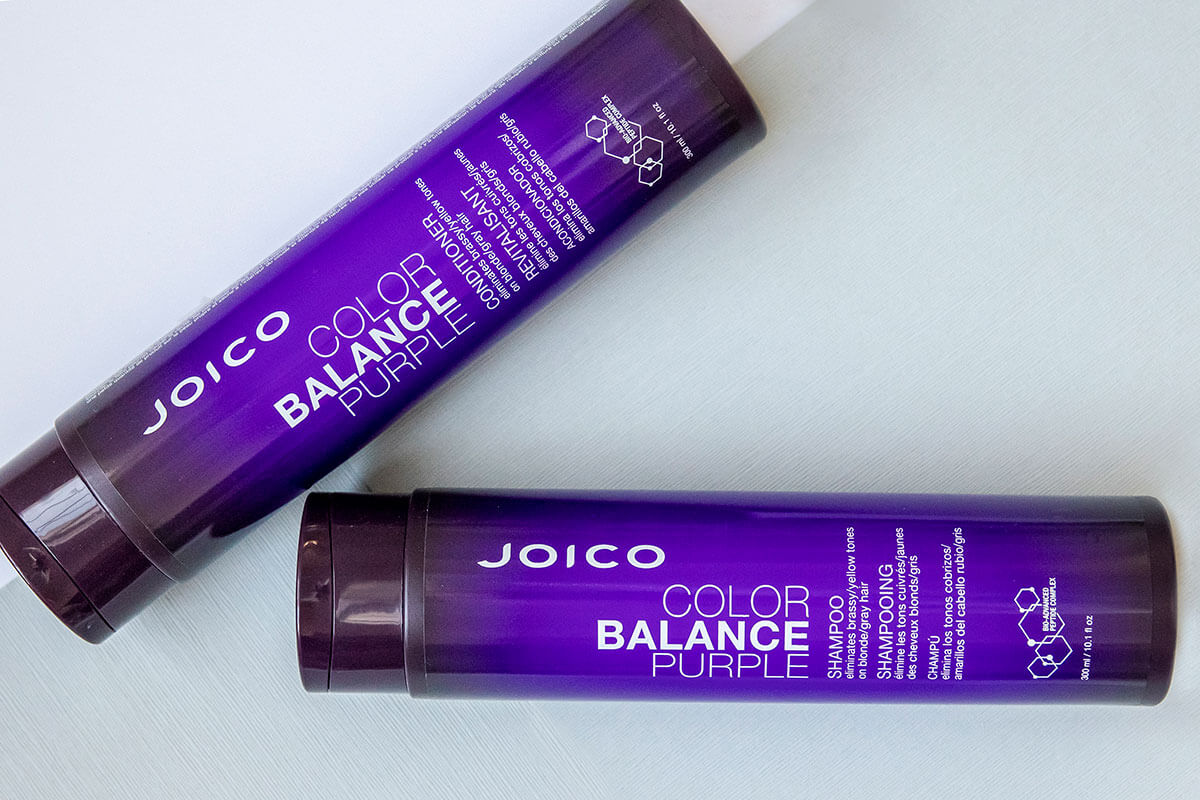 JOICO
COLOR
BALANCE
PURPLE
CONDITIONER
eliminates brassy/yellow tones
on blonde/gray hair
REVITALISANT
élimine les tons cuivrés/jaunes
des cheveux blonds/gris
ACONDICIONADOR
elimina los tonos cobrizos/
amarillos del cabello rubio/gris
BIO-ADVANCED
PEPTIDE COMPLEX
300 ml / 10.1 fl oz
JOICO
COLOR
BALANCE
PURPLE
SHAMPOO
eliminates brassy/yellow tones
on blonde/gray hair
SHAMPOOING
élimine les tons cuivrés/jaunes
des cheveux blonds/gris
CHAMPÚ
elimina los tonos cobrizos/
amarillos del cabello rubio/gris
BIO-ADVANCED
PEPTIDE COMPLEX
300 ml / 10.1 fl oz